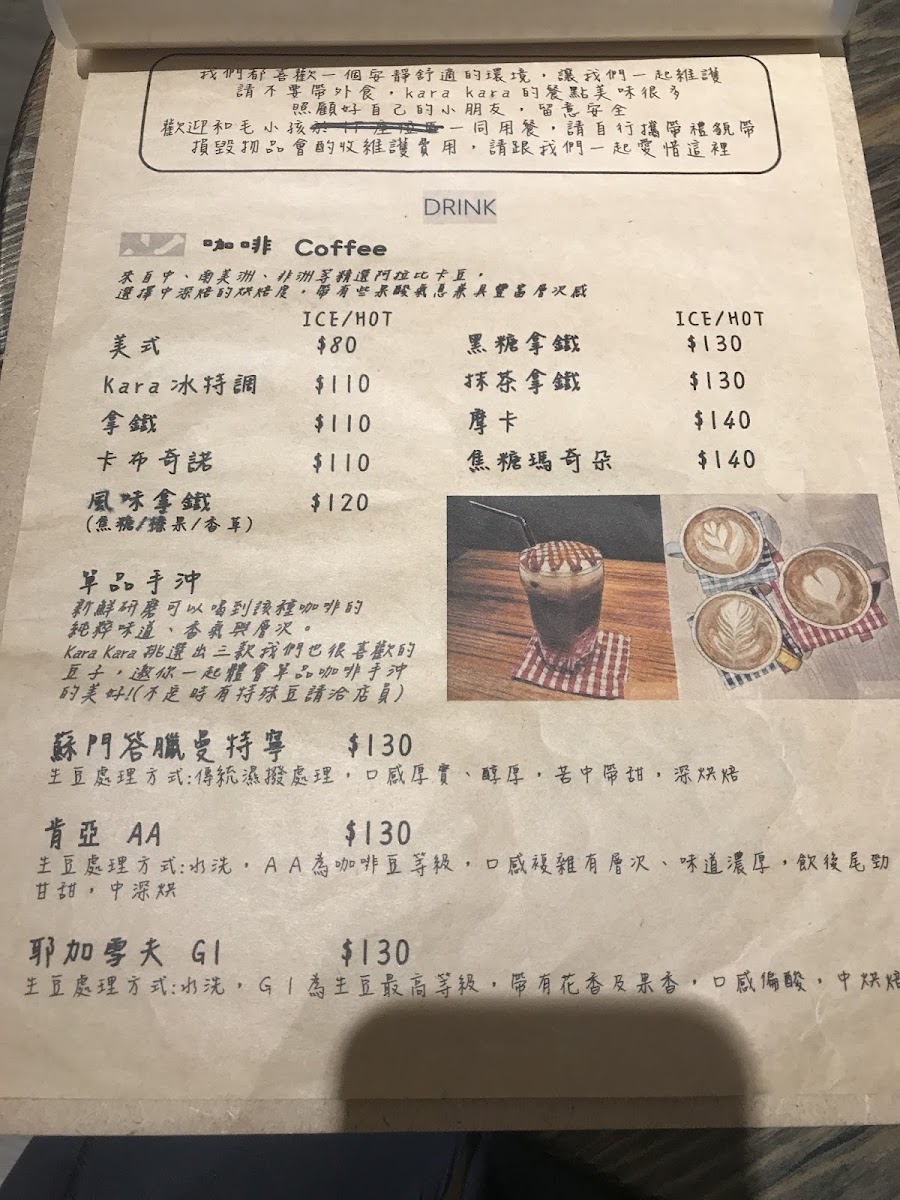 我們都喜歡一個安靜舒適的環境，讓我們一起維護
請不要帶外食，kara kara的餐點美味很多
照顧好自己的小朋友，留意安全
歡迎和毛小孩 一同用餐，請自行攜帶禮貌帶
損毀物品會酌收維護費用，請跟我們一起愛惜這裡
DRINK
咖啡 Coffee
來自中、南美洲、非洲等精選阿拉比卡豆，
選擇中深焙的烘焙度，帶有些果酸氣息兼具豐富層次感
ICE/HOT ICE/HOT
美式 $80 黑糖拿鐵 $130
Kara冰特調 $110 抹茶拿鐵 $130
拿鐵 $110 摩卡 $140
卡布奇諾 $110 焦糖瑪奇朵 $140
風味拿鐵 $120
(焦糖/榛果/香草)
單品手沖
新鮮研磨可以喝到該種咖啡的
純粹味道、香氣與層次。
Kara Kara挑選出三款我們也很喜歡的
豆子，邀你一起體會單品咖啡手沖
的美好!(不定時有特殊豆請洽店員)
蘇門答臘曼特寧 $130
生豆處理方式:傳統濕撥處理，口感厚實、醇厚，苦中帶甜，深烘焙
肯亞 AA $130
生豆處理方式:水洗，AA為咖啡豆等級，口感複雜有層次、味道濃厚，飲後尾勁
甘甜，中深烘
耶加雪夫 G1 $130
生豆處理方式:水洗，G1為生豆最高等級，帶有花香及果香，口感偏酸，中烘焙